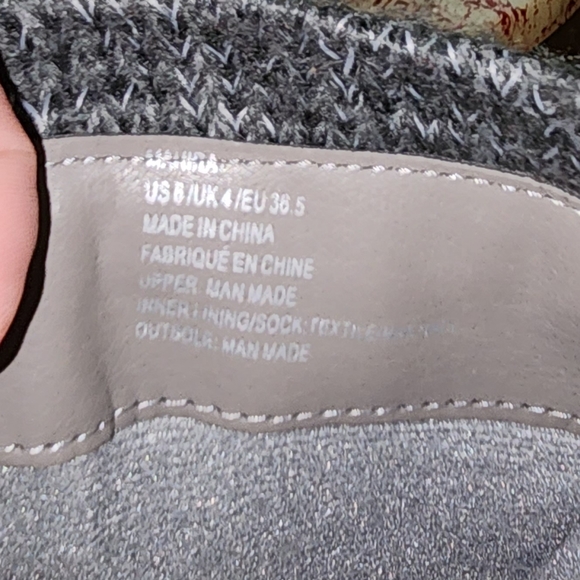 US 6/UK 4/EU 36.5
MADE IN CHINA
FABRIQUÉ EN CHINE
UPPER: MAN MADE
INNER LINING/SOCK: TEXTILE
OUTSOLE: MAN MADE